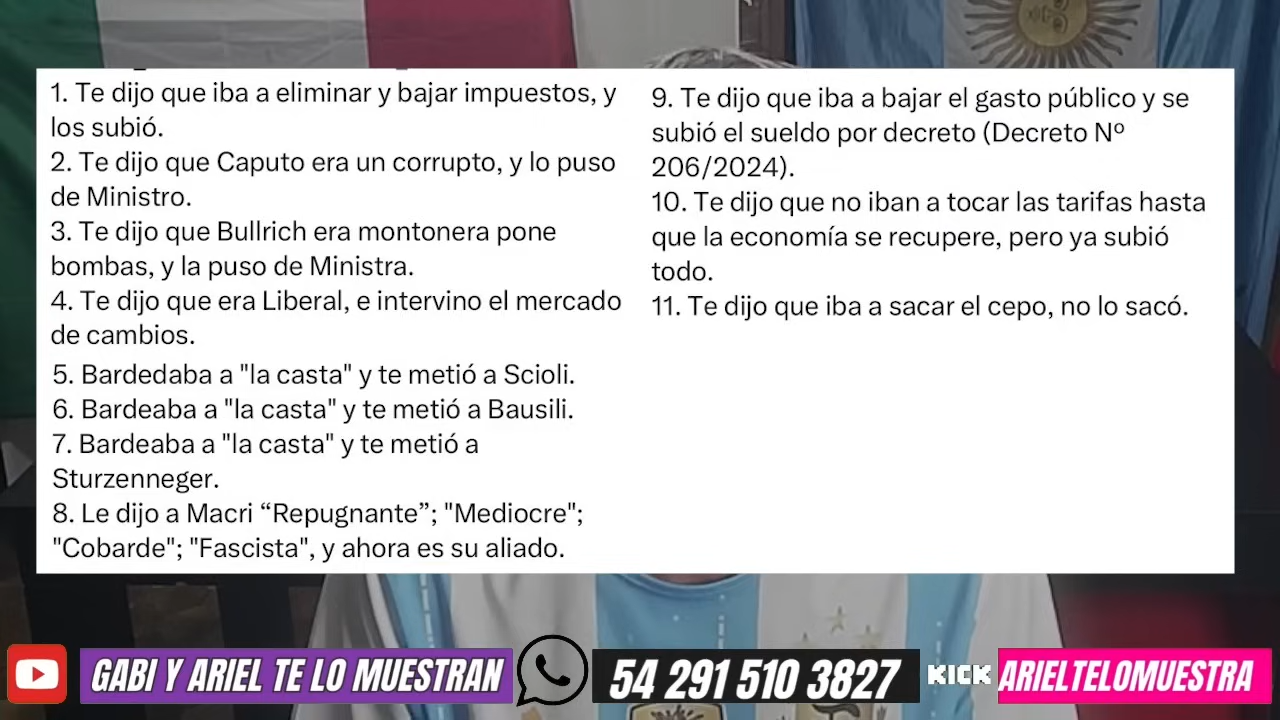 1. Te dijo que iba a eliminar y bajar impuestos, y
los subió.
2. Te dijo que Caputo era un corrupto, y lo puso
de Ministro.
3. Te dijo que Bullrich era montonera pone
bombas, y la puso de Ministra.
4. Te dijo que era Liberal, e intervino el mercado
de cambios.
5. Bardedaba a "la casta" y te metió a Scioli.
6. Bardeaba a "la casta" y te metió a Bausili.
7. Bardeaba a "la casta" y te metió a
Sturzenneger.
8. Le dijo a Macri “Repugnante”; "Mediocre";
"Cobarde"; "Fascista", y ahora es su aliado.
9. Te dijo que iba a bajar el gasto público y se
subió el sueldo por decreto (Decreto Nº
206/2024).
10. Te dijo que no iban a tocar las tarifas hasta
que la economía se recupere, pero ya subió
todo.
11. Te dijo que iba a sacar el cepo, no lo sacó.
GABI Y ARIEL TE LO MUESTRAN
54 291 510 3827
KICK
ARIELTELOMUESTRA